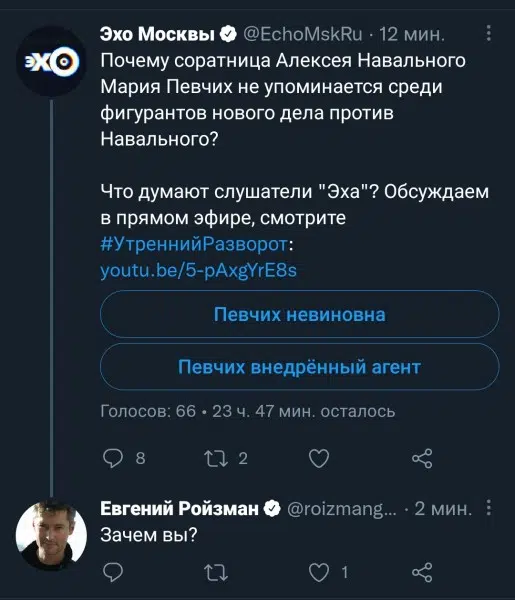 эхо
Эхо Москвы @EchoMskRu · 12 мин.
Почему соратница Алексея Навального
Мария Певчих не упоминается среди
фигурантов нового дела против
Навального?
Что думают слушатели "Эха"? Обсуждаем
в прямом эфире, смотрите
#УтреннийРазворот:
youtu.be/5-pAxgYrE8s
Певчих невиновна
Певчих внедрённый агент
Голосов: 66 • 23 ч. 47 мин. осталось
8 2
Евгений Ройзман @roizmang... · 2 мин.
Зачем вы?
1